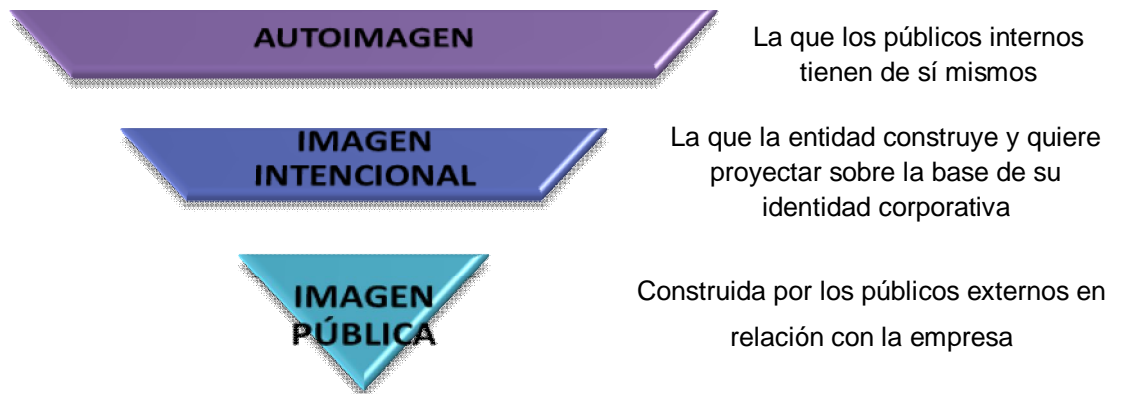 AUTOIMAGEN
La que los públicos internos
tienen de sí mismos
IMAGEN
INTENCIONAL
La que la entidad construye y quiere
proyectar sobre la base de su
identidad corporativa
IMAGEN
PÚBLICA
Construida por los públicos externos en
relación con la empresa